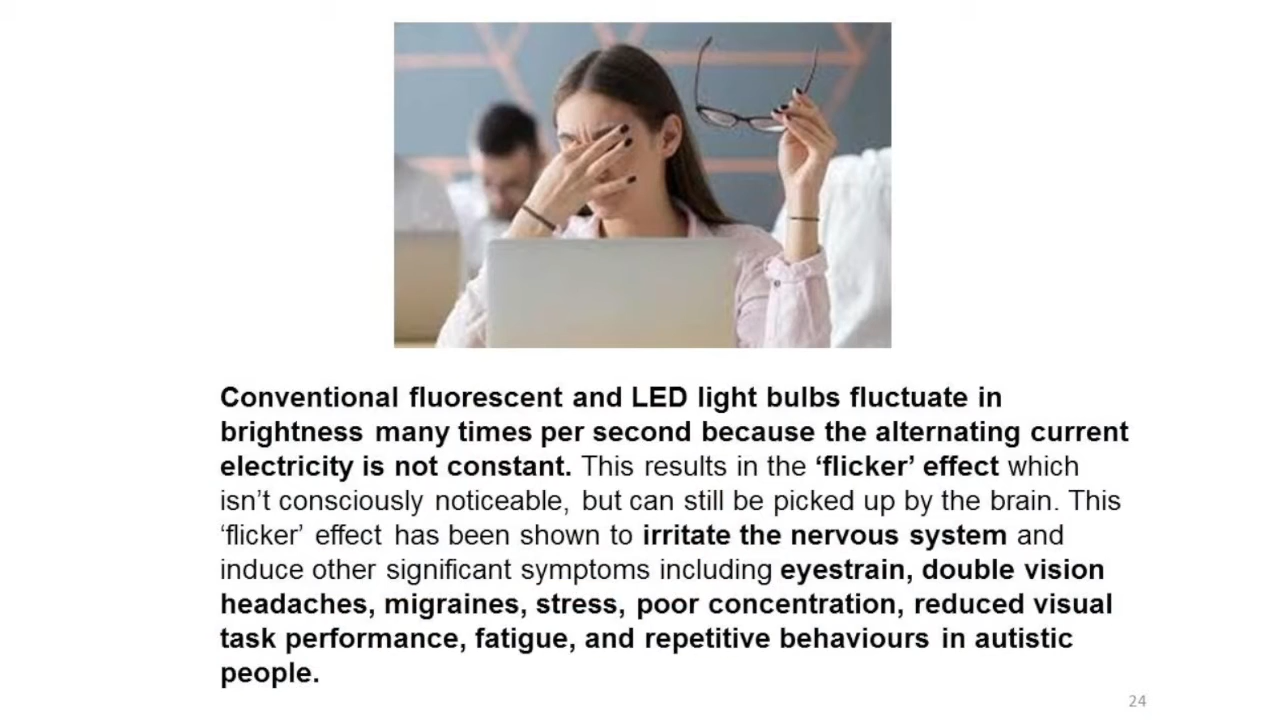 Conventional fluorescent and LED light bulbs fluctuate in
brightness many times per second because the alternating current
electricity is not constant. This results in the ‘flicker’ effect which
isn’t consciously noticeable, but can still be picked up by the brain. This
‘flicker’ effect has been shown to irritate the nervous system and
induce other significant symptoms including eyestrain, double vision
headaches, migraines, stress, poor concentration, reduced visual
task performance, fatigue, and repetitive behaviours in autistic
people.
24